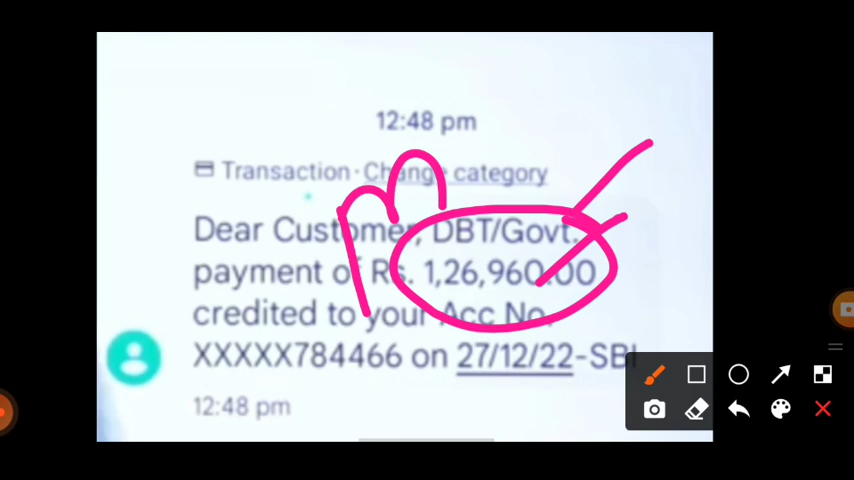 12:48 pm
Transaction · Change category
Dear Customer, DBT/Govt.
payment of Rs. 1,26,960.00
credited to your Acc No.
XXXXX784466 on 27/12/22-SBI
12:48 pm